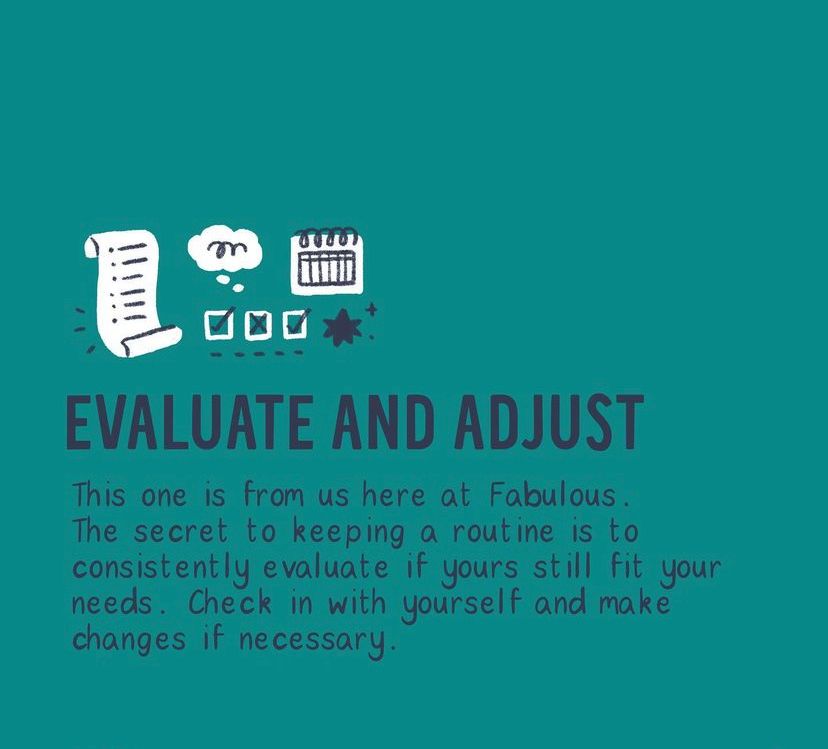 EVALUATE AND ADJUST
This one is from us here at Fabulous.
The secret to keeping a routine is to
consistently evaluate if yours still fit your
needs. Check in with yourself and make
changes if necessary.